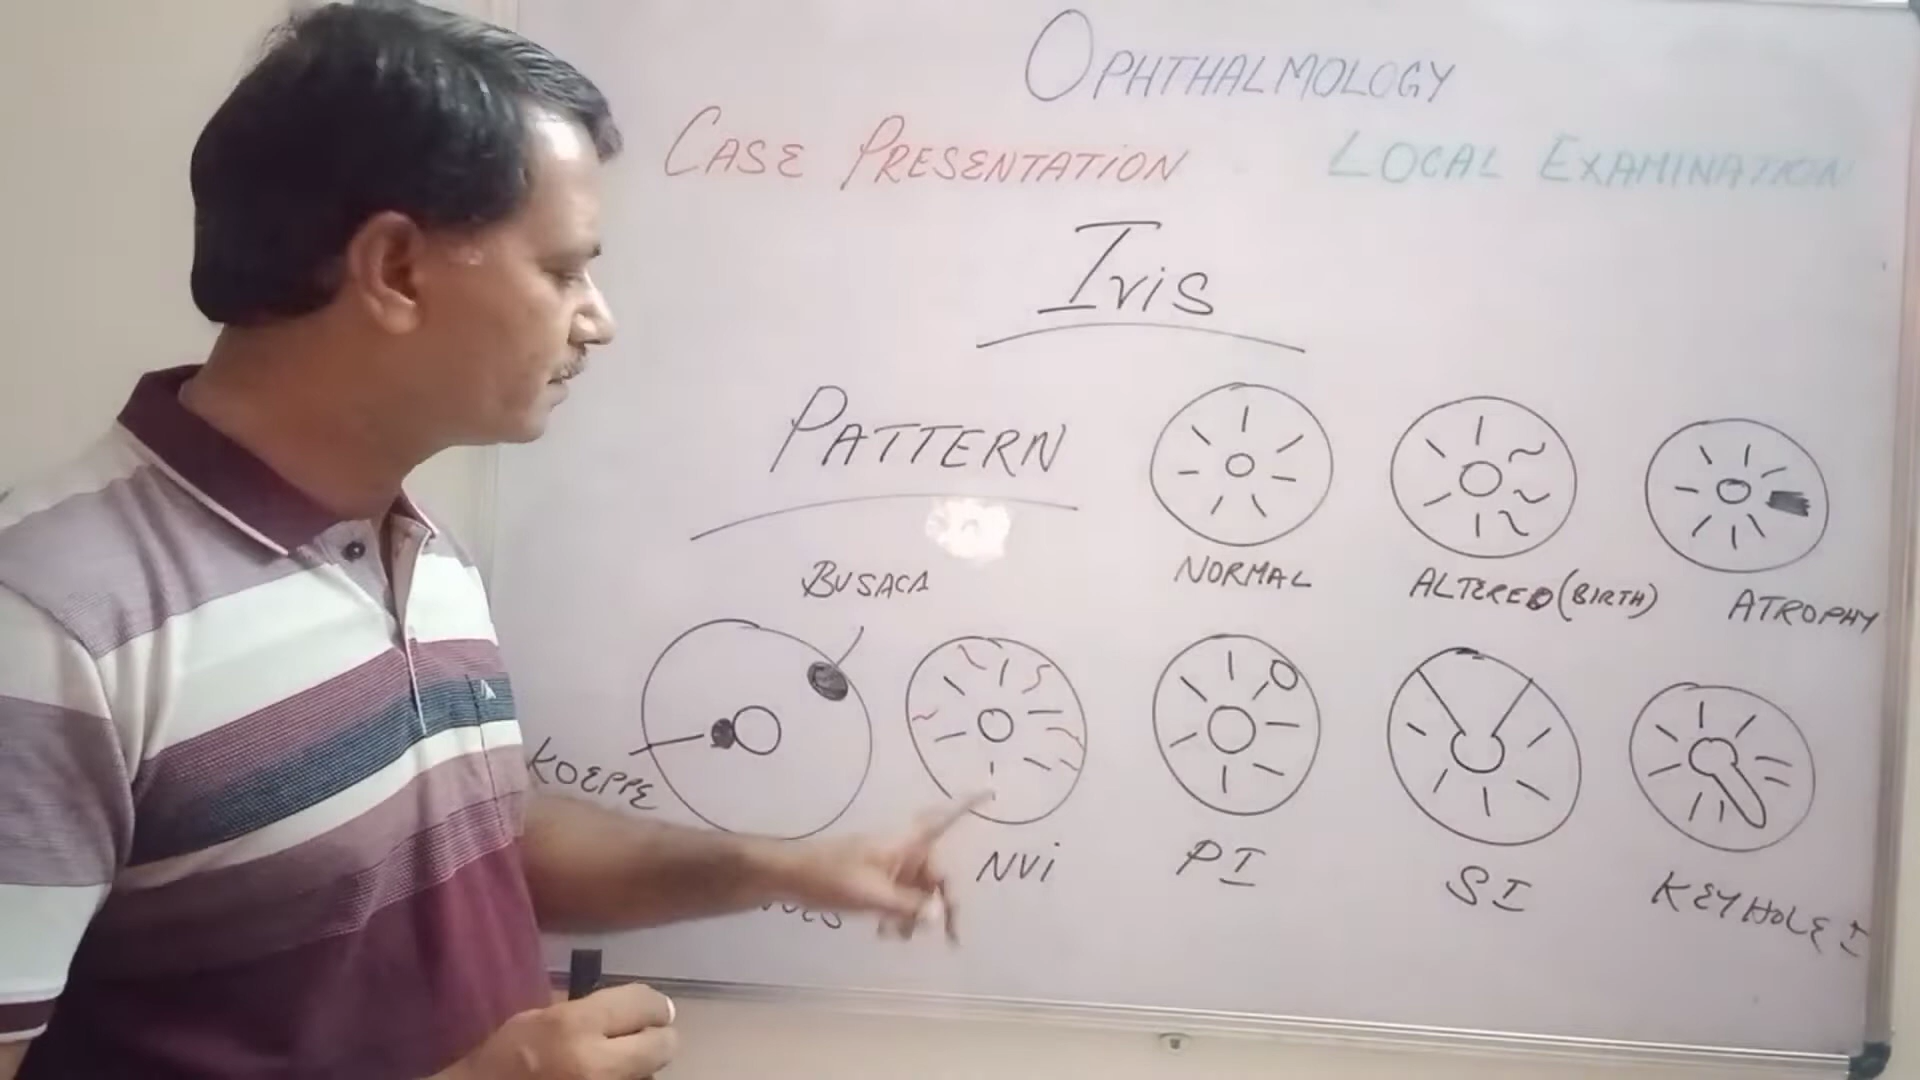 OPHTHALMOLOGY
CASE PRESENTATION LOCAL EXAMINATION
Iris
PATTERN
NORMAL ALTERED (BIRTH) ATROPHY
BUSACA
KOEPPE
NVi PI SI KEYHOLE I